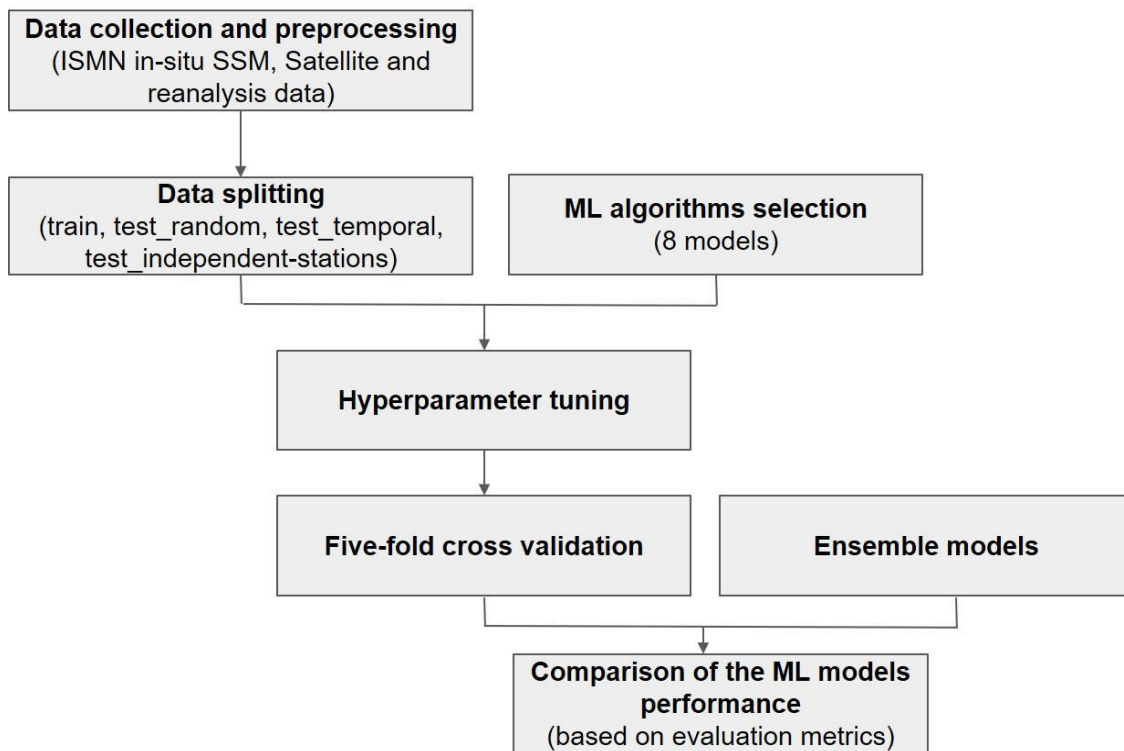 Data collection and preprocessing
(ISMN in-situ SSM, Satellite and
reanalysis data)
Data splitting
(train, test_random, test_temporal,
test_independent-stations)
ML algorithms selection
(8 models)
Hyperparameter tuning
Five-fold cross validation
Ensemble models
Comparison of the ML models
performance
(based on evaluation metrics)